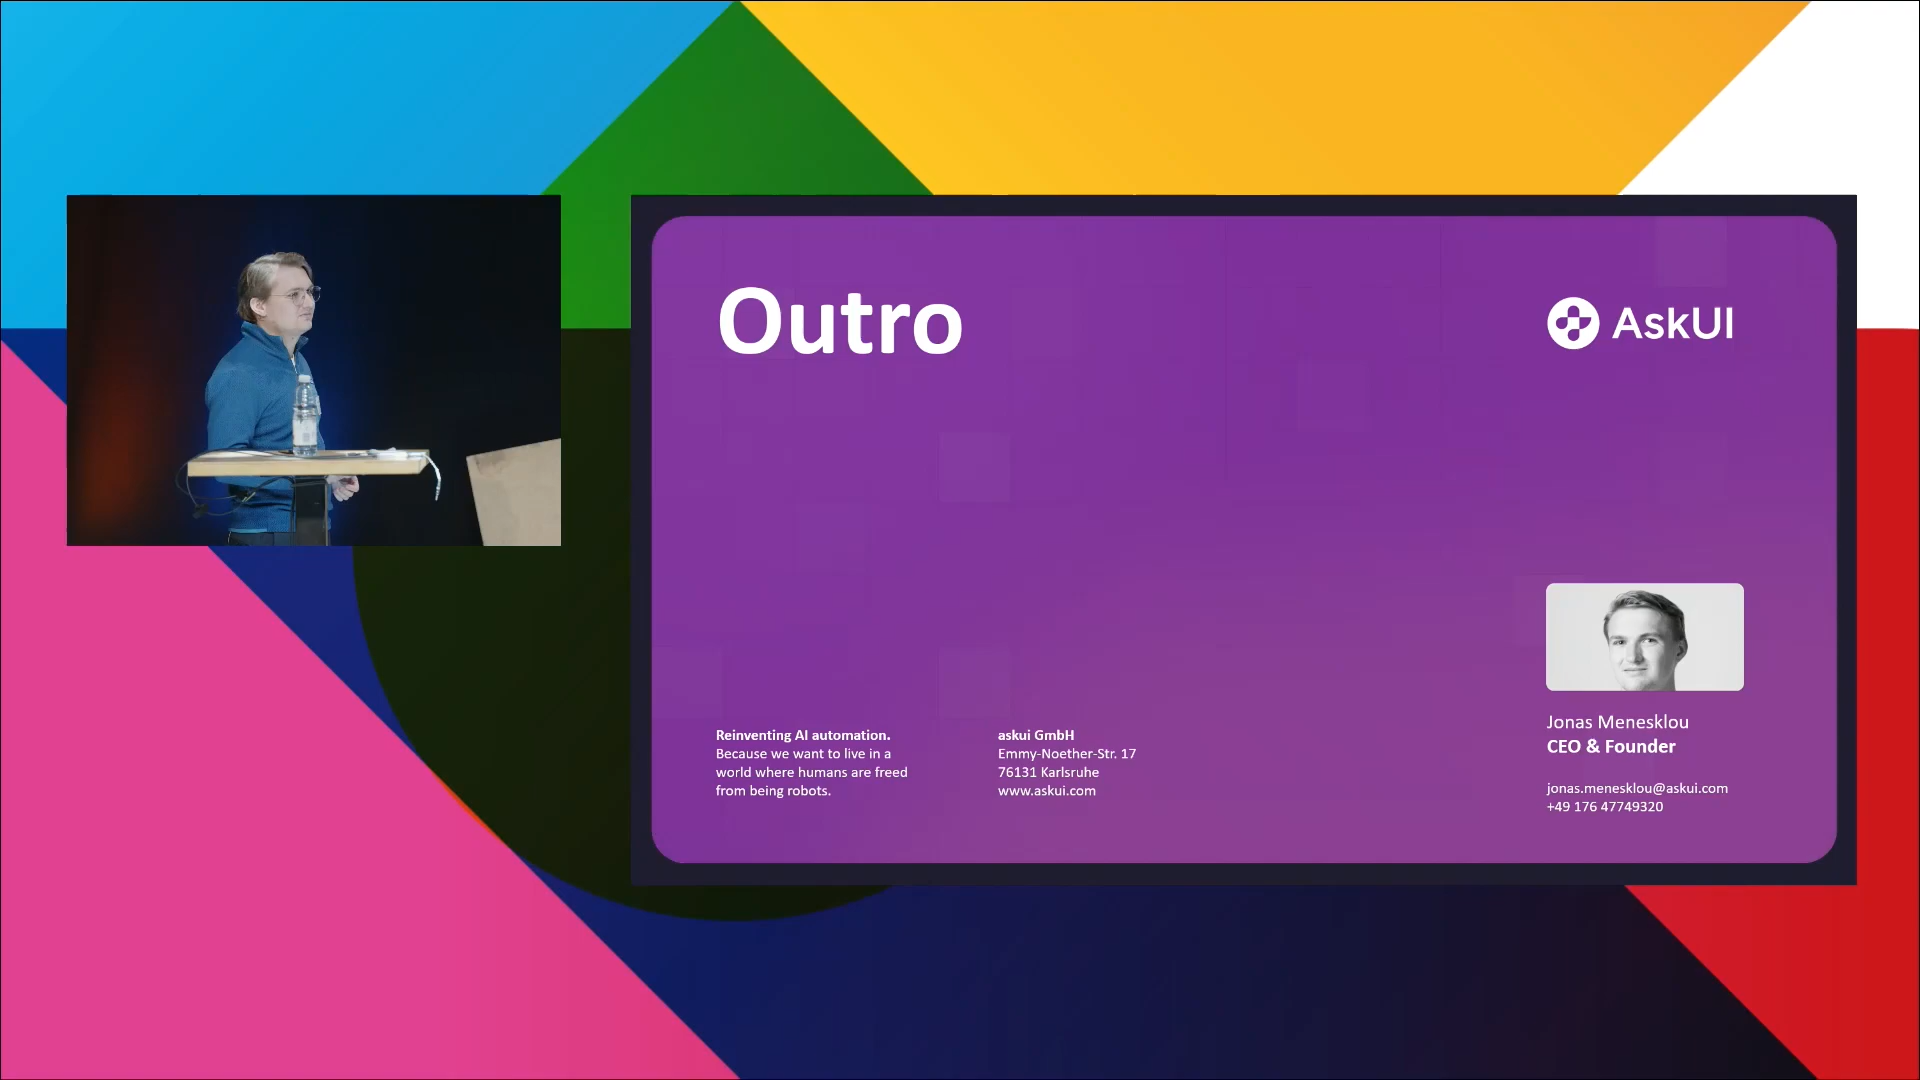 Outro
AskUI
Reinventing AI automation.
Because we want to live in a
world where humans are freed
from being robots.
askui GmbH
Emmy-Noether-Str. 17
76131 Karlsruhe
www.askui.com
Jonas Menesklou
CEO & Founder
jonas.menesklou@askui.com
+49 176 47749320